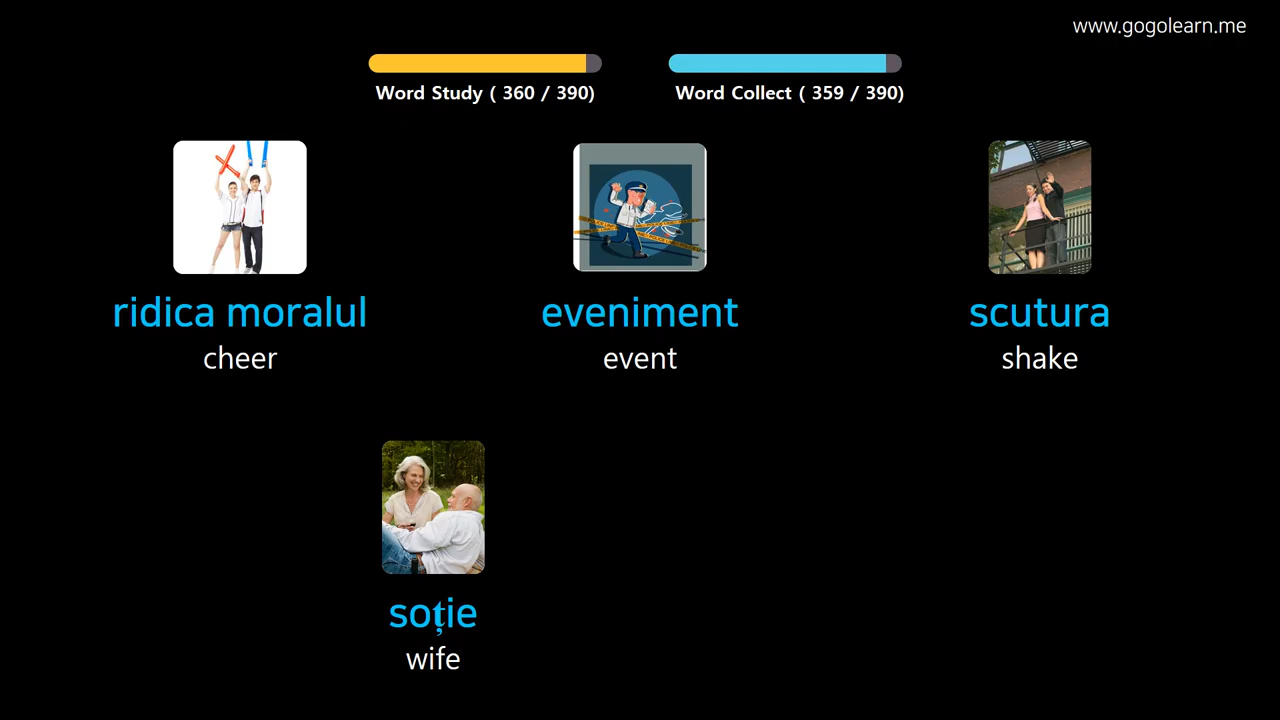 www.gogolearn.me
Word Study ( 360 / 390)
Word Collect ( 359 / 390)
ridica moralul
cheer
eveniment
event
scutura
shake
soție
wife